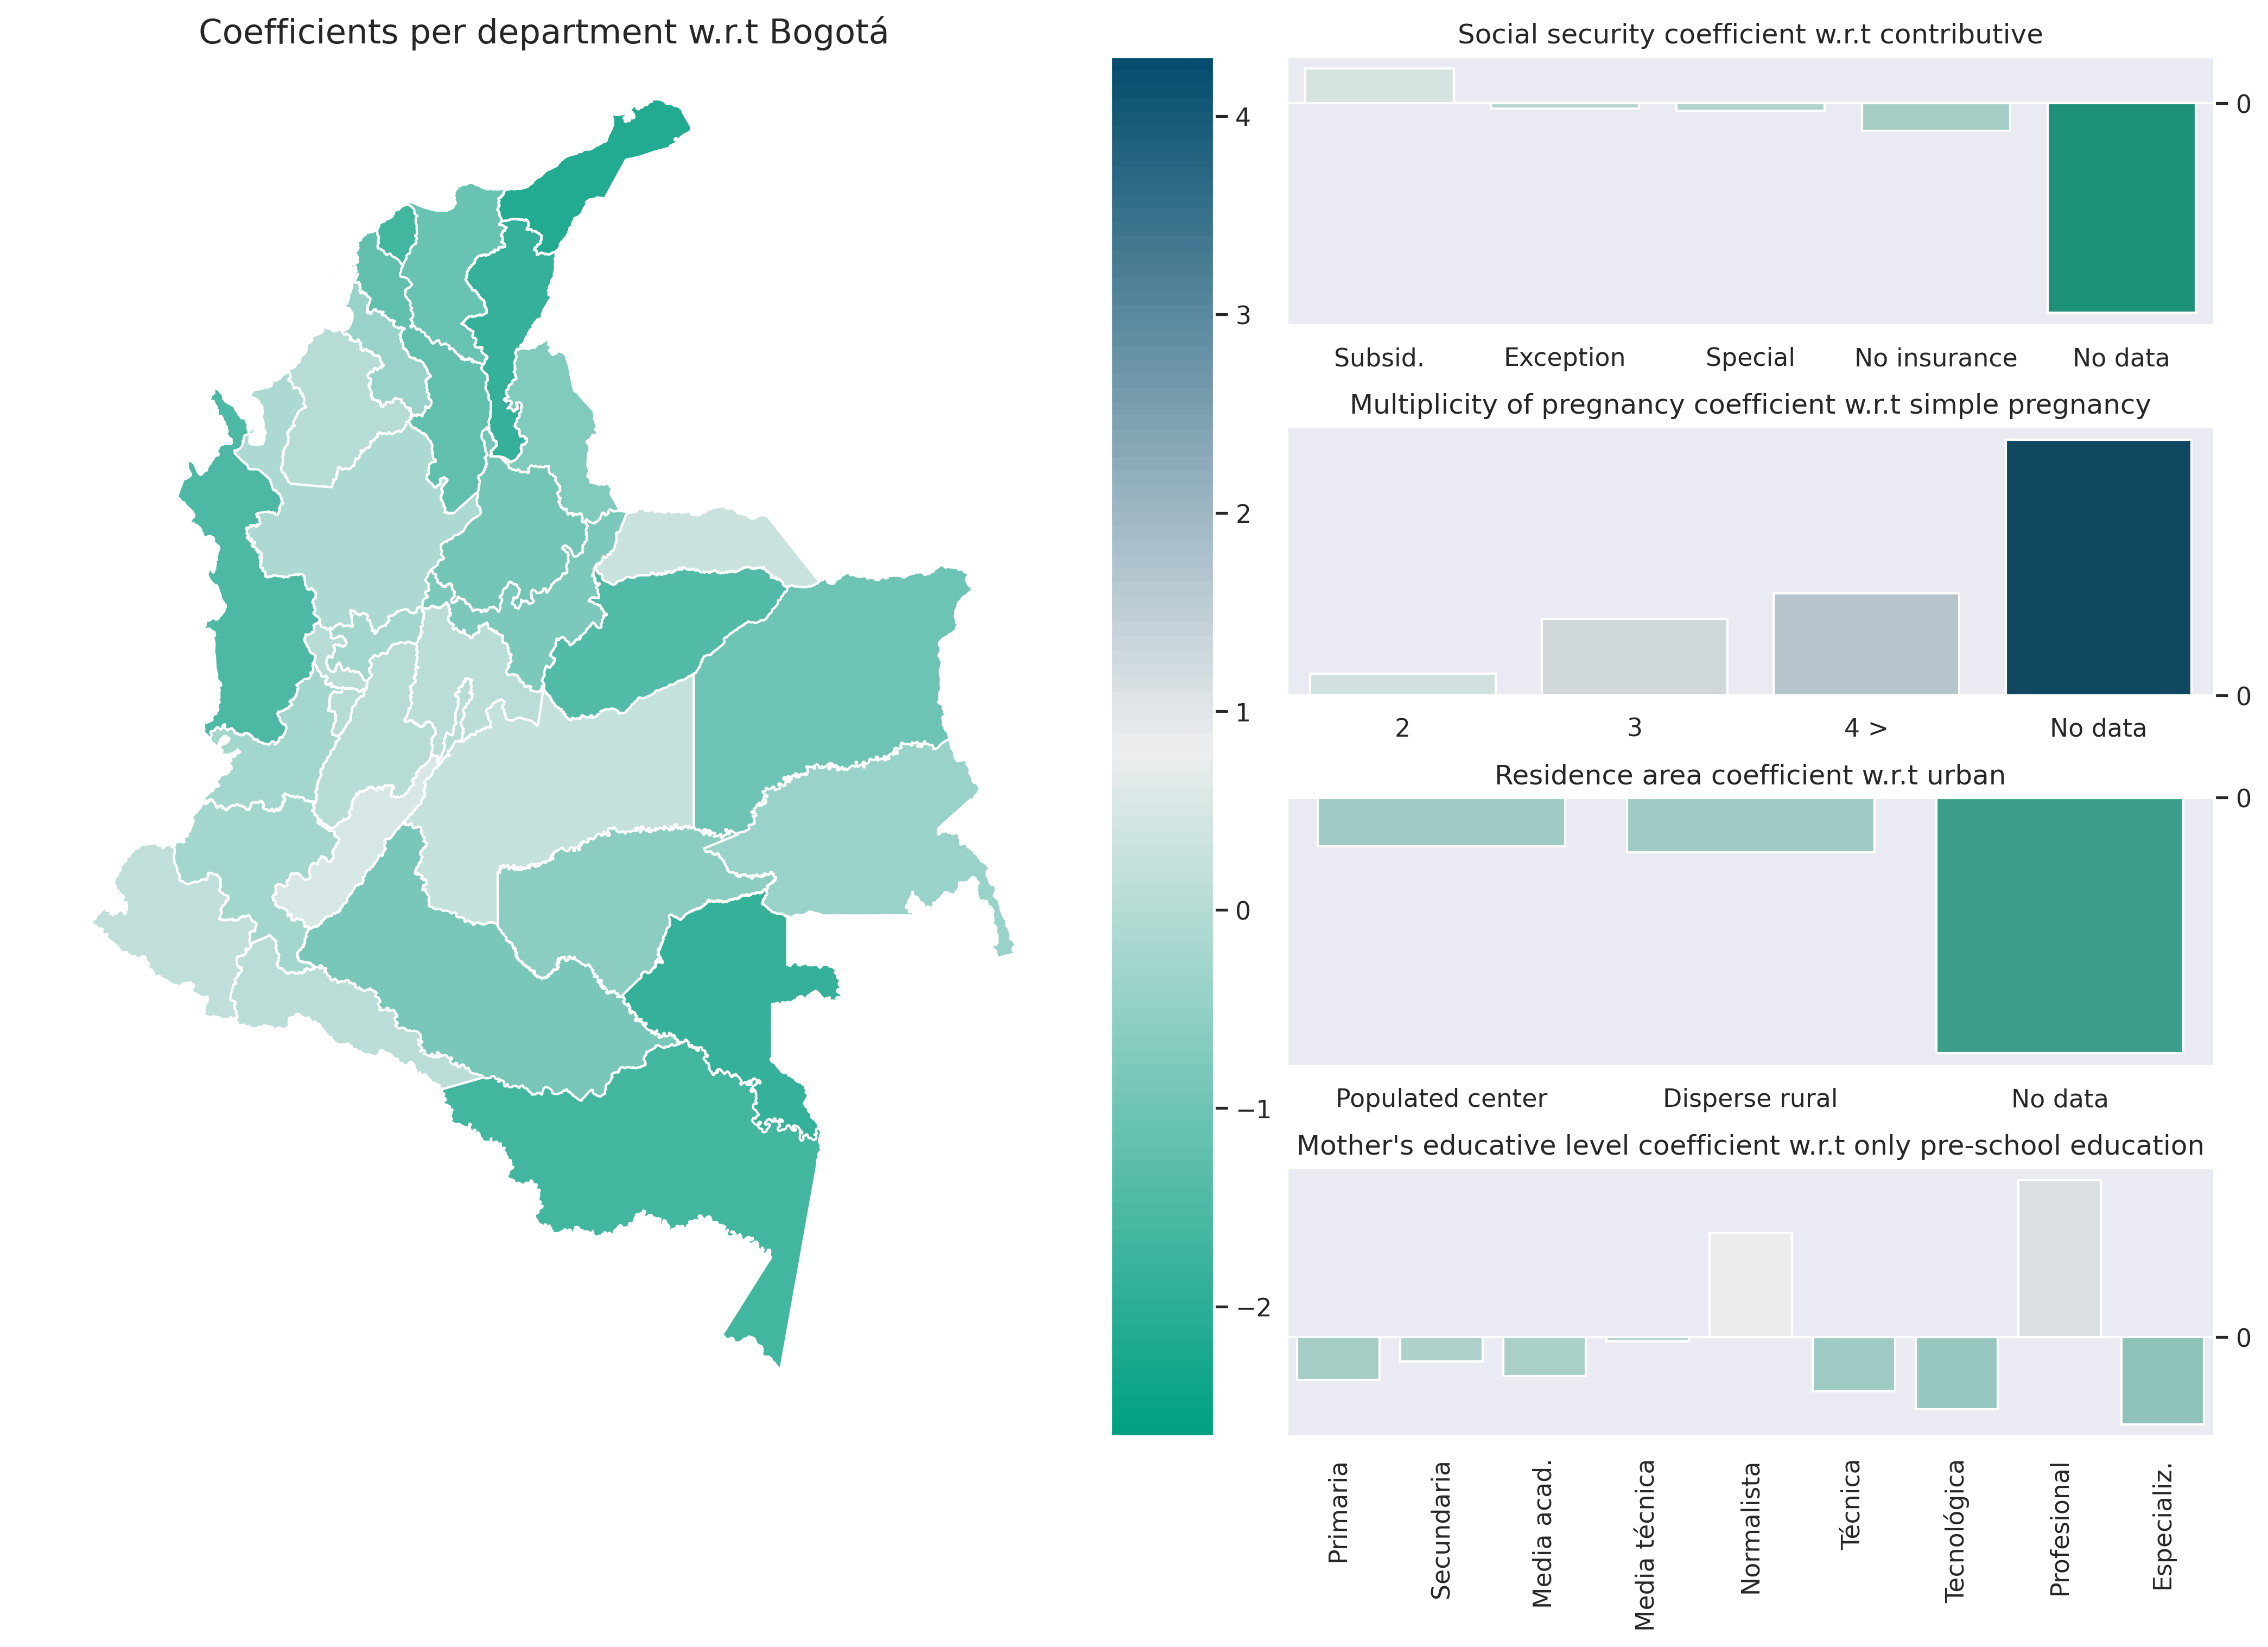 Coefficients per department w.r.t Bogotá
4
3
2
1
0
−1
−2
Social security coefficient w.r.t contributive
0
Subsid. Exception Special No insurance No data
Multiplicity of pregnancy coefficient w.r.t simple pregnancy
0
2 3 4 > No data
Residence area coefficient w.r.t urban
0
Populated center Disperse rural No data
Mother's educative level coefficient w.r.t only pre-school education
0
Primaria
Secundaria
Media acad.
Media técnica
Normalista
Técnica
Tecnológica
Profesional
Especializ.